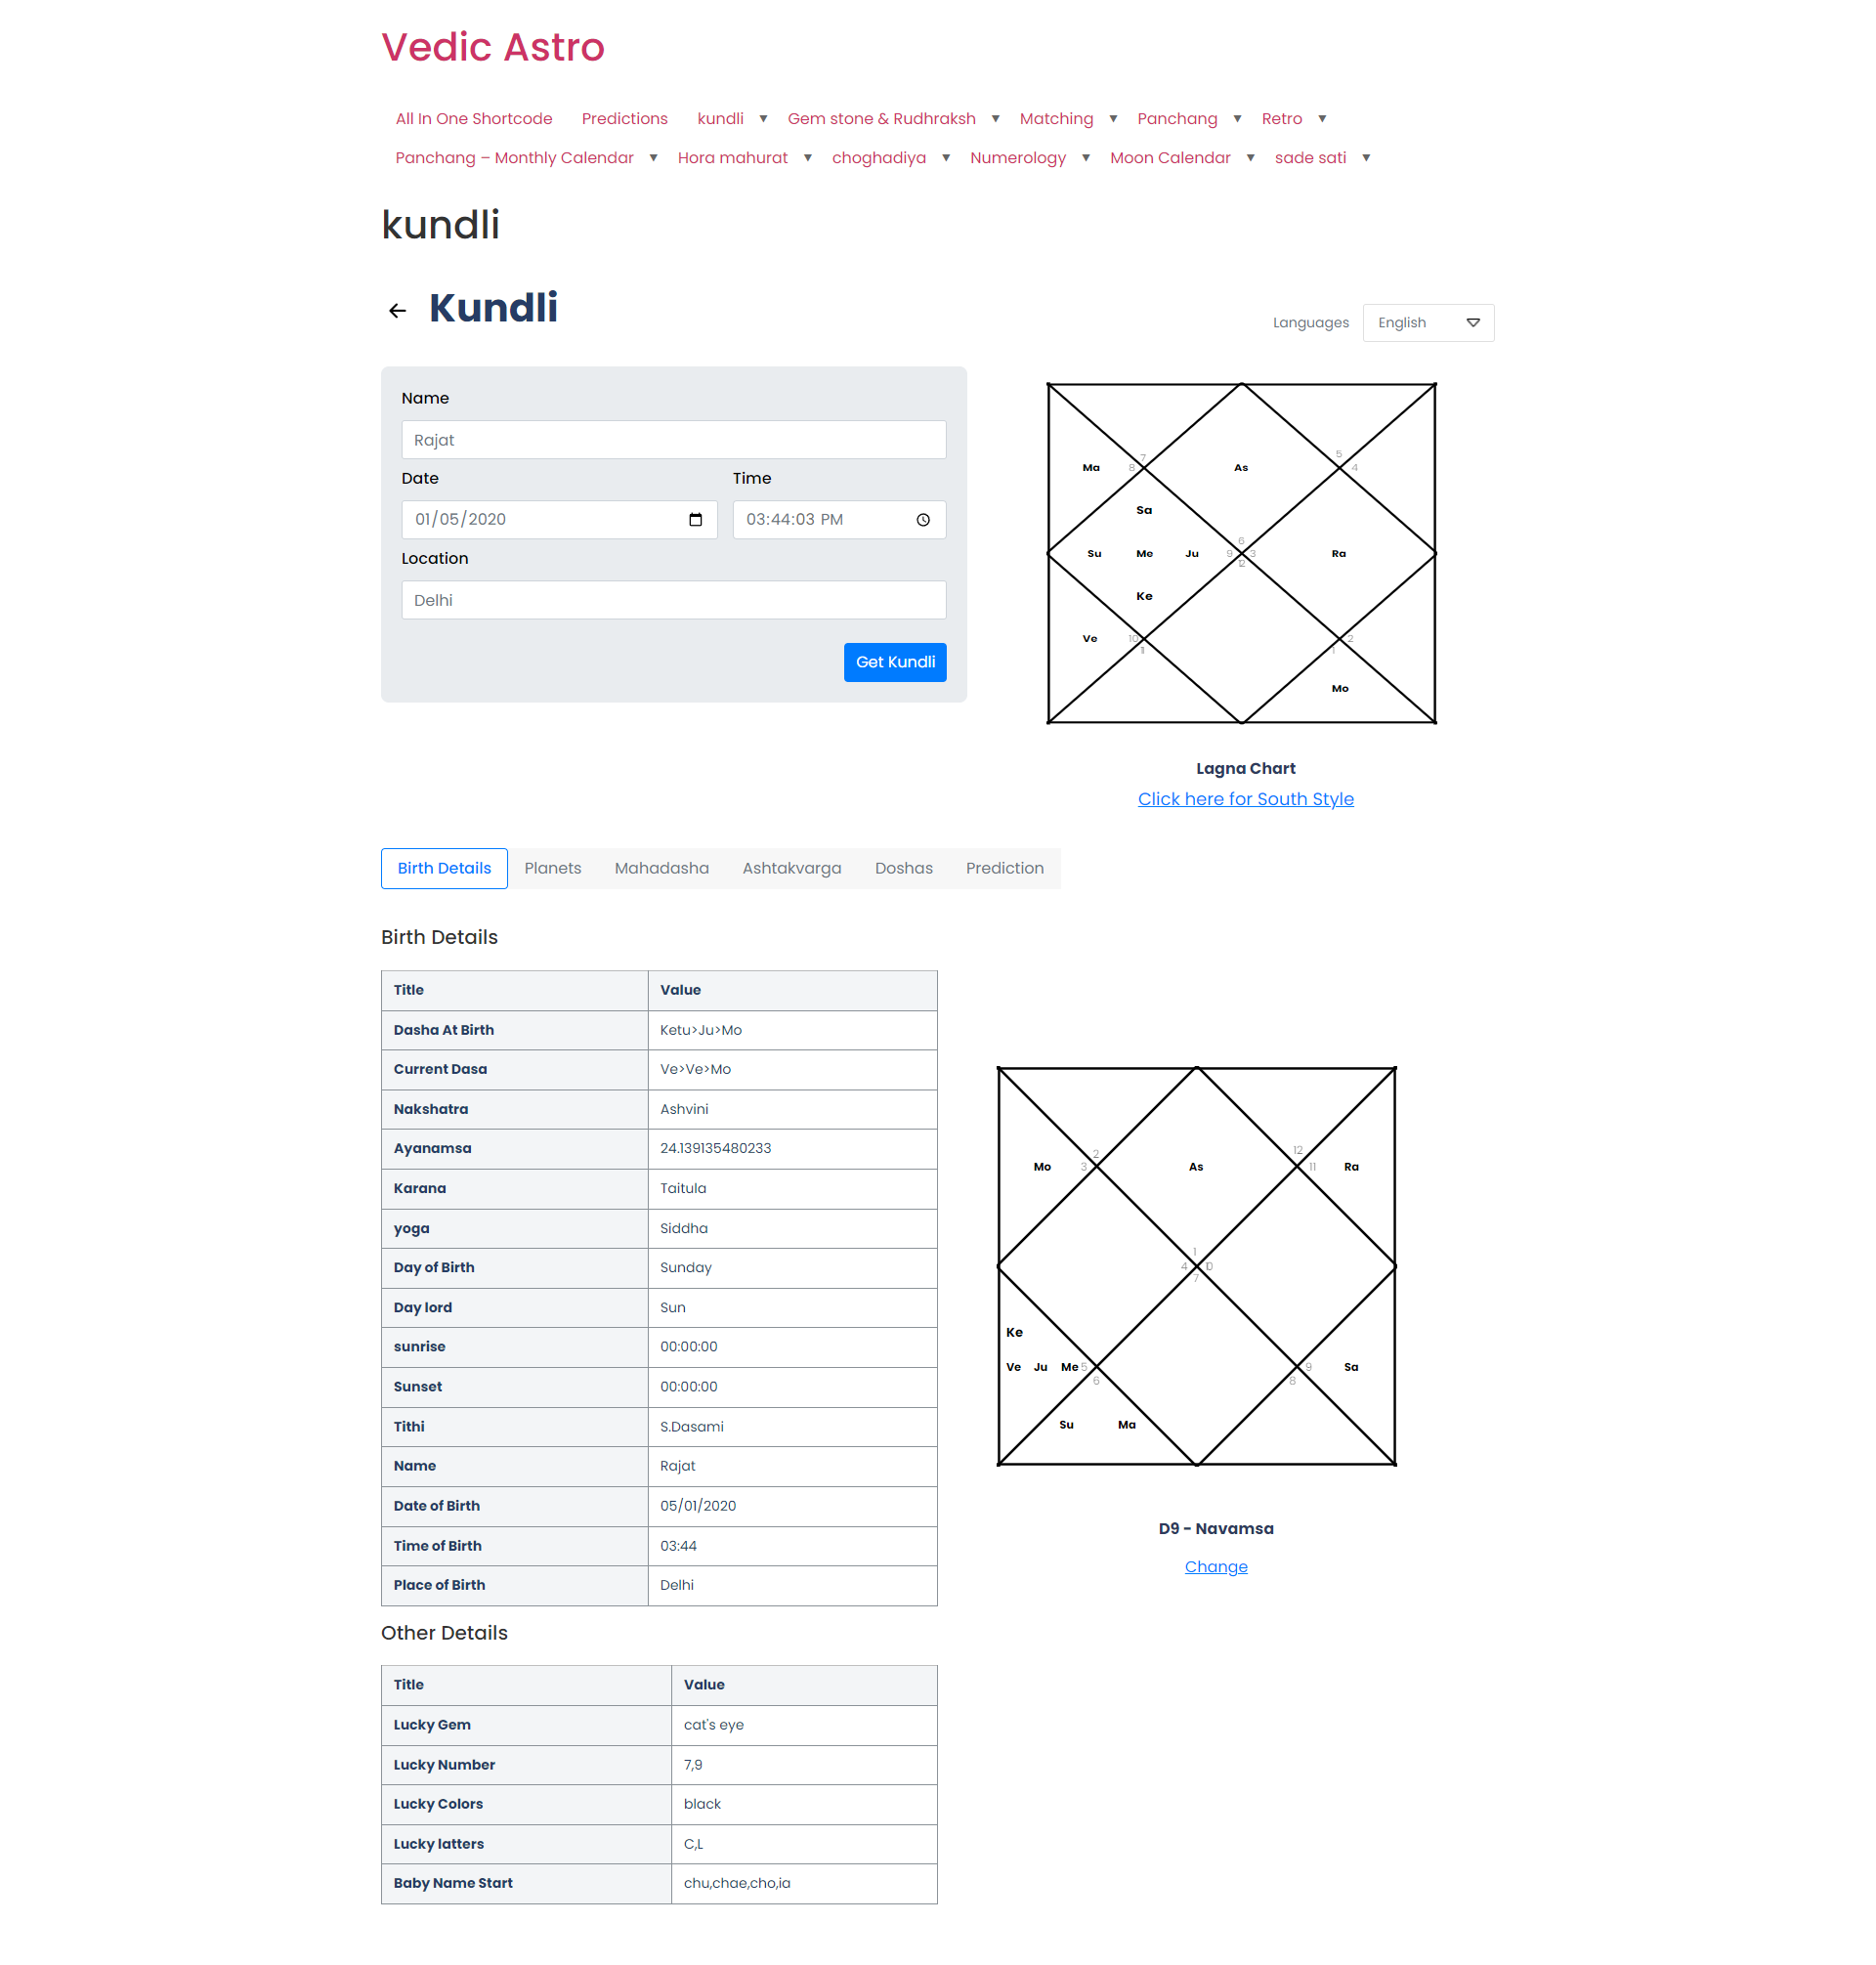 Vedic Astro
All In One Shortcode Predictions kundli ▼ Gem stone & Rudhraksh ▼ Matching ▼ Panchang ▼ Retro ▼
Panchang – Monthly Calendar ▼ Hora mahurat ▼ choghadiya ▼ Numerology ▼ Moon Calendar ▼ sade sati ▼
kundli
← Kundli
Languages English
Name
Rajat
Date Time
01/05/2020 03:44:03 PM
Location
Delhi
Get Kundli
7 5
Ma 8 As 4
Sa
6
Su Me Ju 9 3 Ra
12
Ke
Ve 10 2
11 1
Mo
Lagna Chart
Click here for South Style
Birth Details Planets Mahadasha Ashtakvarga Doshas Prediction
Birth Details
Title Value
Dasha At Birth Ketu>Ju>Mo
Current Dasa Ve>Ve>Mo
Nakshatra Ashvini
Ayanamsa 24.139135480233
Karana Taitula
yoga Siddha
Day of Birth Sunday
Day lord Sun
sunrise 00:00:00
Sunset 00:00:00
Tithi S.Dasami
Name Rajat
Date of Birth 05/01/2020
Time of Birth 03:44
Place of Birth Delhi
2 12
Mo 3 As 11 Ra
1
4 10
7
Ke
Ve Ju Me 5 9 Sa
6 8
Su Ma
D9 - Navamsa
Change
Other Details
Title Value
Lucky Gem cat's eye
Lucky Number 7,9
Lucky Colors black
Lucky latters C,L
Baby Name Start chu,chae,cho,ia